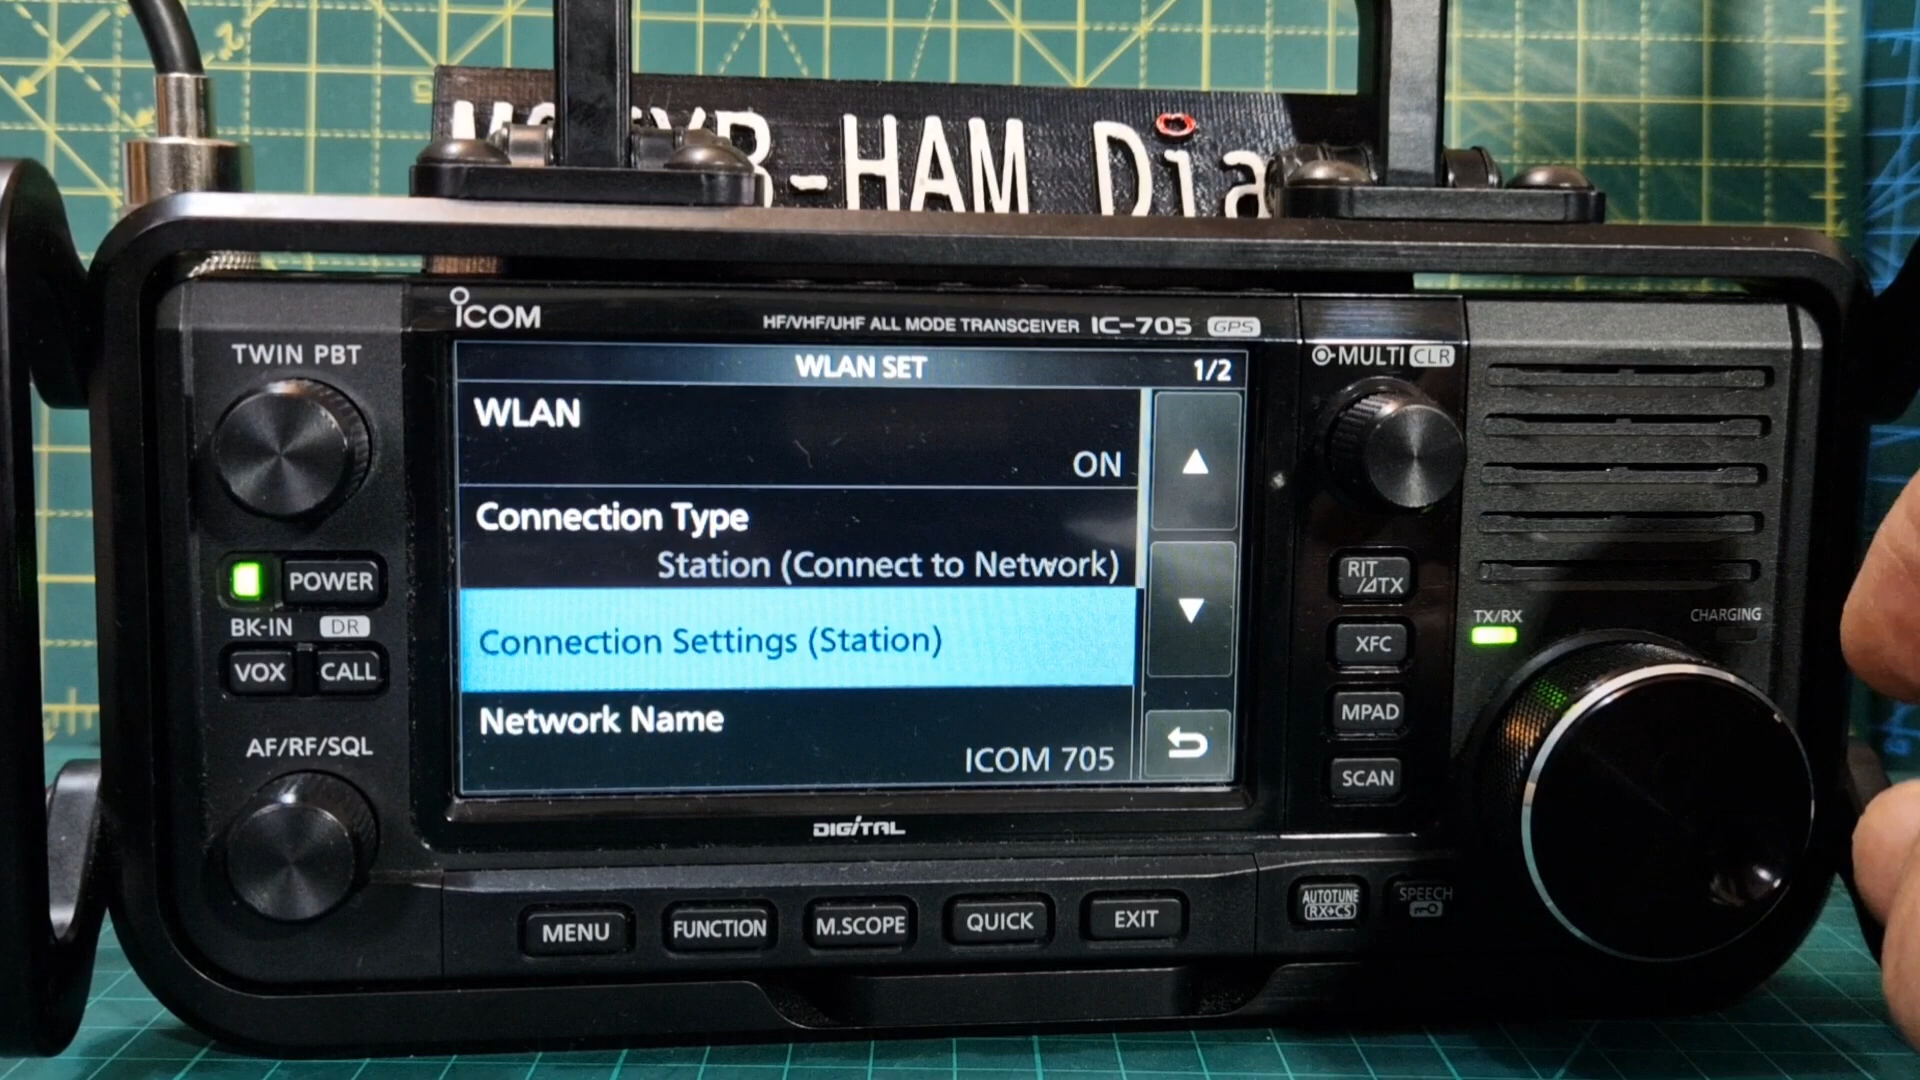 -HAM Dia
ICOM
HF/VHF/UHF ALL MODE TRANSCEIVER IC-705 GPS
TWIN PBT
MULTI CLR
WLAN SET 1/2
WLAN
ON
Connection Type
Station (Connect to Network)
Connection Settings (Station)
Network Name
ICOM 705
POWER
BK-IN DR
VOX CALL
AF/RF/SQL
RIT
/⊿TX
XFC
MPAD
SCAN
TX/RX CHARGING
DIGITAL
MENU FUNCTION M.SCOPE QUICK EXIT
AUTOTUNE
RX→CS
SPEECH